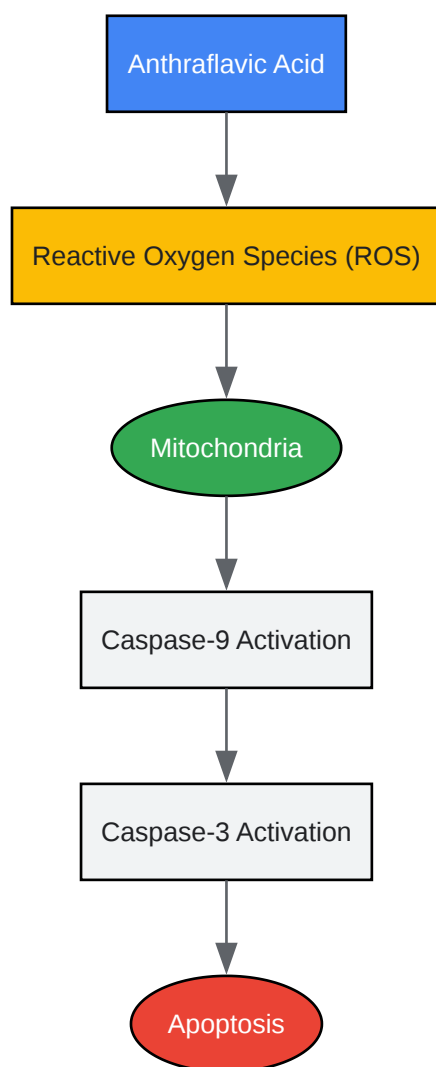 Anthraflavic Acid
Reactive Oxygen Species (ROS)
Mitochondria
Caspase-9 Activation
Caspase-3 Activation
Apoptosis